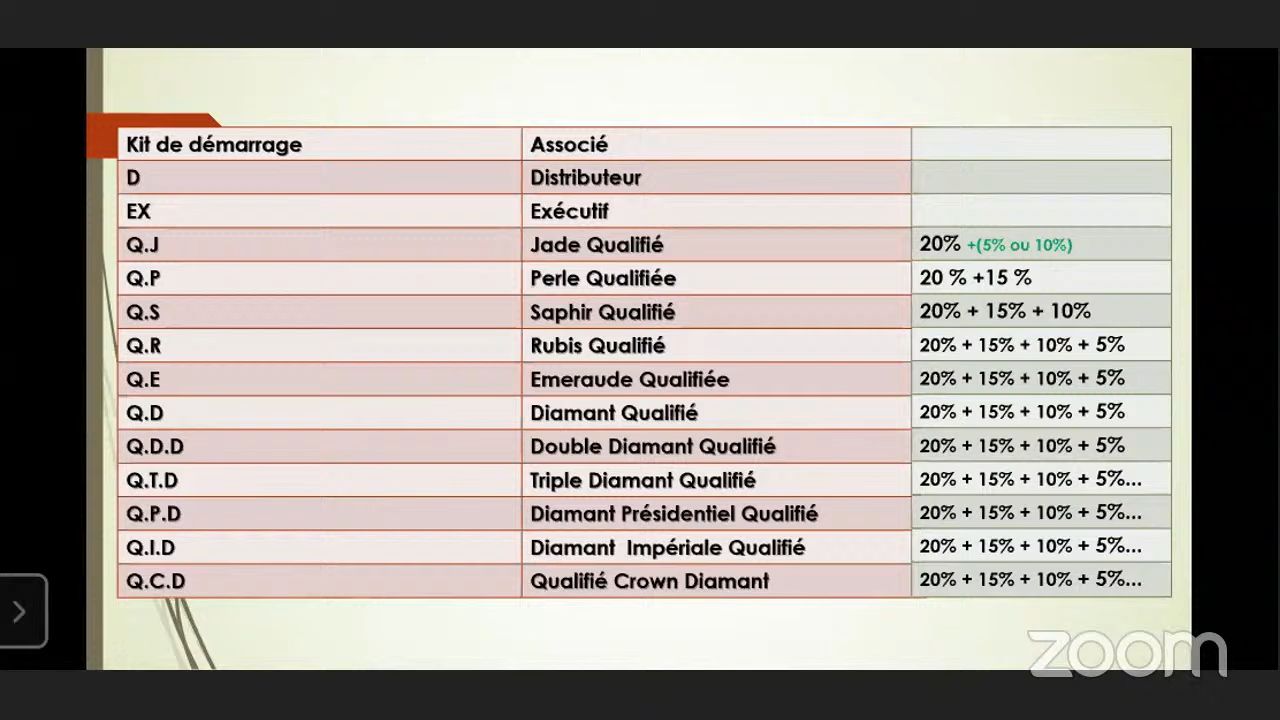 Kit de démarrage Associé
D Distributeur
EX Exécutif
Q.J Jade Qualifié 20% +(5% ou 10%)
Q.P Perle Qualifiée 20 % +15 %
Q.S Saphir Qualifié 20% + 15% + 10%
Q.R Rubis Qualifié 20% + 15% + 10% + 5%
Q.E Emeraude Qualifiée 20% + 15% + 10% + 5%
Q.D Diamant Qualifié 20% + 15% + 10% + 5%
Q.D.D Double Diamant Qualifié 20% + 15% + 10% + 5%
Q.T.D Triple Diamant Qualifié 20% + 15% + 10% + 5%...
Q.P.D Diamant Présidentiel Qualifié 20% + 15% + 10% + 5%...
Q.I.D Diamant Impériale Qualifié 20% + 15% + 10% + 5%...
Q.C.D Qualifié Crown Diamant 20% + 15% + 10% + 5%...
zoom